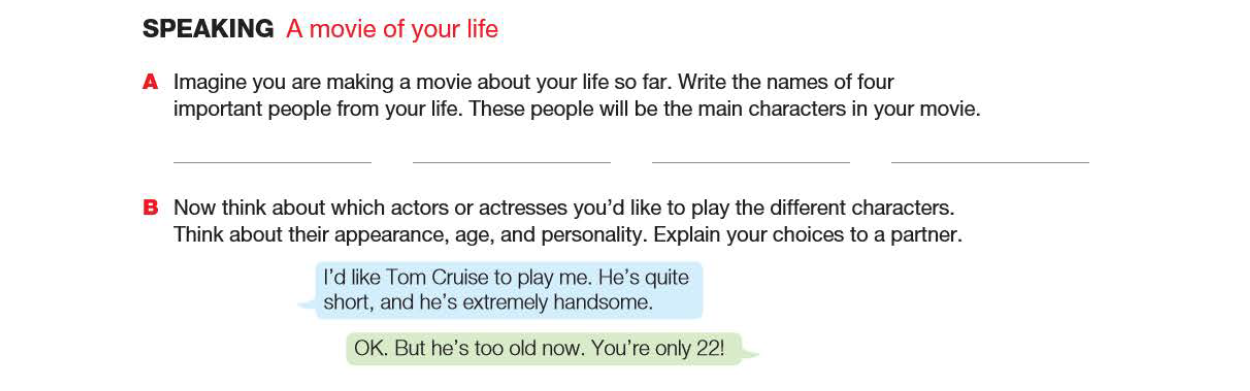 SPEAKING A movie of your life
A Imagine you are making a movie about your life so far. Write the names of four
important people from your life. These people will be the main characters in your movie.
B Now think about which actors or actresses you’d like to play the different characters.
Think about their appearance, age, and personality. Explain your choices to a partner.
I’d like Tom Cruise to play me. He’s quite
short, and he’s extremely handsome.
OK. But he’s too old now. You’re only 22!